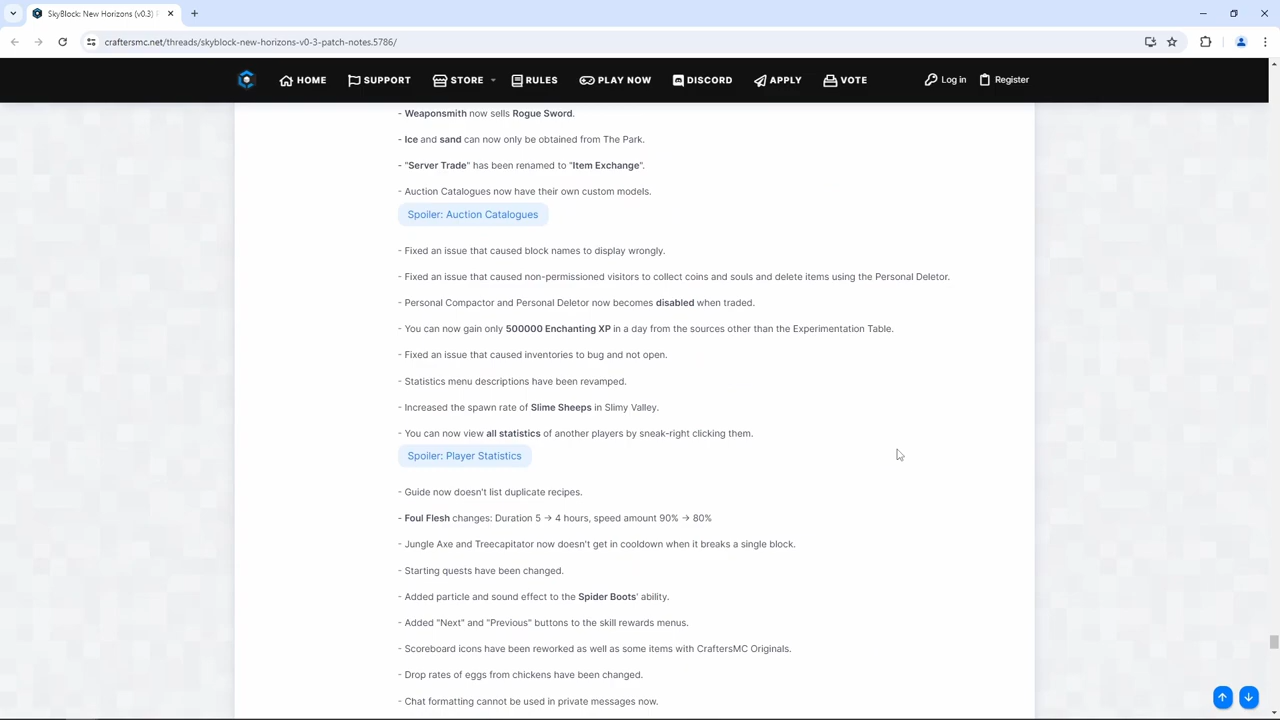 SkyBlock: New Horizons (v0.3)
craftersmc.net/threads/skyblock-new-horizons-v0-3-patch-notes.5786/
HOME SUPPORT STORE RULES PLAY NOW DISCORD APPLY VOTE Log in Register
- Weaponsmith now sells Rogue Sword.
- Ice and sand can now only be obtained from The Park.
- "Server Trade" has been renamed to "Item Exchange".
- Auction Catalogues now have their own custom models.
Spoiler: Auction Catalogues
- Fixed an issue that caused block names to display wrongly.
- Fixed an issue that caused non-permissioned visitors to collect coins and souls and delete items using the Personal Deletor.
- Personal Compactor and Personal Deletor now becomes disabled when traded.
- You can now gain only 500000 Enchanting XP in a day from the sources other than the Experimentation Table.
- Fixed an issue that caused inventories to bug and not open.
- Statistics menu descriptions have been revamped.
- Increased the spawn rate of Slime Sheeps in Slimy Valley.
- You can now view all statistics of another players by sneak-right clicking them.
Spoiler: Player Statistics
- Guide now doesn't list duplicate recipes.
- Foul Flesh changes: Duration 5 → 4 hours, speed amount 90% → 80%
- Jungle Axe and Treecapitator now doesn't get in cooldown when it breaks a single block.
- Starting quests have been changed.
- Added particle and sound effect to the Spider Boots' ability.
- Added "Next" and "Previous" buttons to the skill rewards menus.
- Scoreboard icons have been reworked as well as some items with CraftersMC Originals.
- Drop rates of eggs from chickens have been changed.
- Chat formatting cannot be used in private messages now.